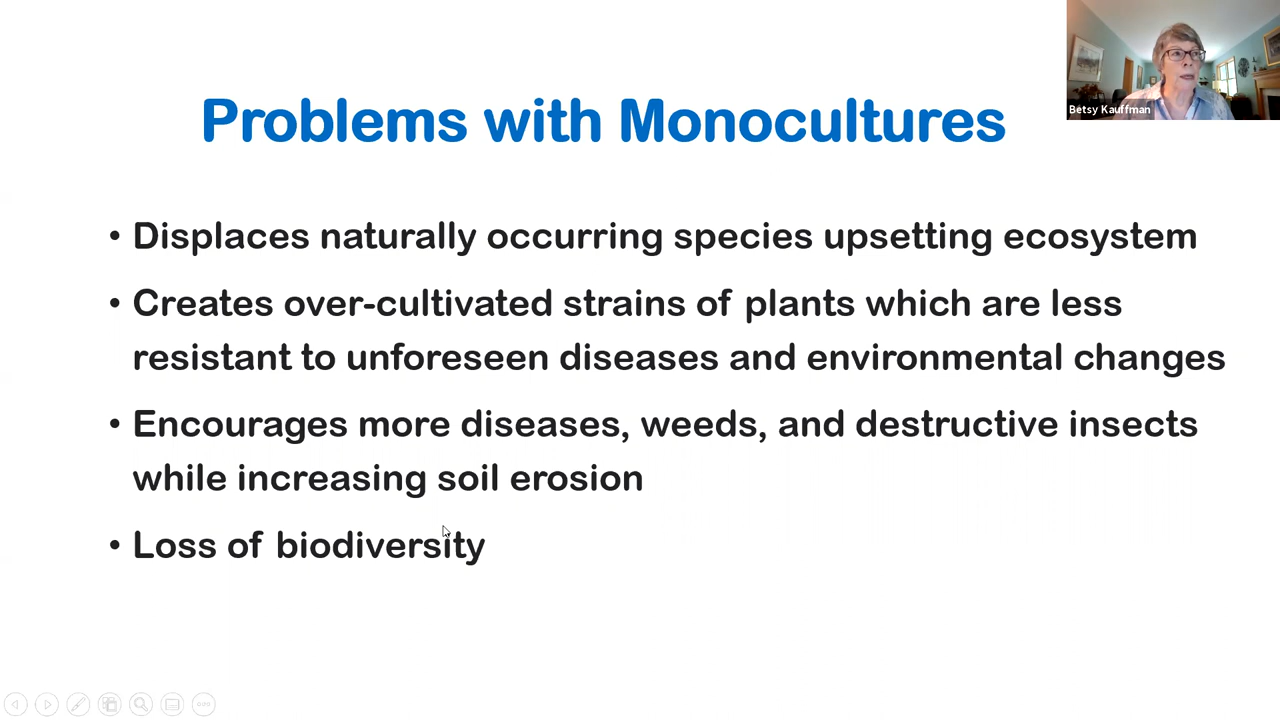 Betsy Kauffman
Problems with Monocultures
• Displaces naturally occurring species upsetting ecosystem
• Creates over-cultivated strains of plants which are less
resistant to unforeseen diseases and environmental changes
• Encourages more diseases, weeds, and destructive insects
while increasing soil erosion
• Loss of biodiversity